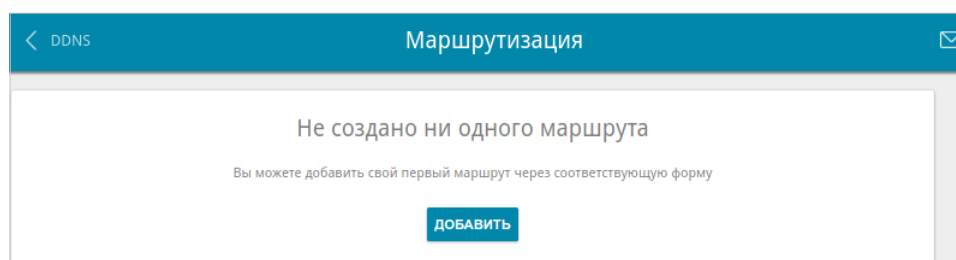 DDNS
Маршрутизация
Не создано ни одного маршрута
Вы можете добавить свой первый маршрут через соответствующую форму
ДОБАВИТЬ